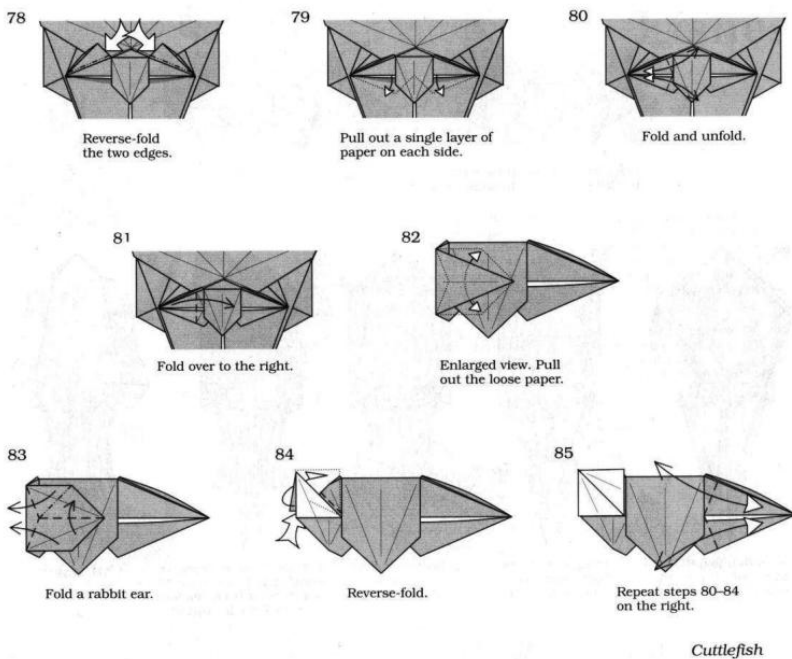 78
Reverse-fold
the two edges.
79
Pull out a single layer of
paper on each side.
80
Fold and unfold.
81
Fold over to the right.
82
Enlarged view. Pull
out the loose paper.
83
Fold a rabbit ear.
84
Reverse-fold.
85
Repeat steps 80–84
on the right.
Cuttlefish